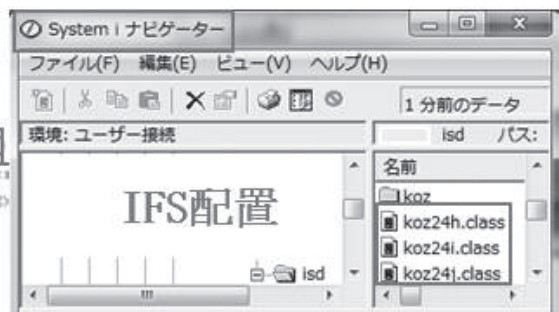 System i ナビゲーター
ファイル(F) 編集(E) ビュー(V) ヘルプ(H)
1 分前のデータ
環境: ユーザー接続
isd パス:
名前
IFS配置
koz
koz24h.class
koz24i.class
koz24j.class
isd